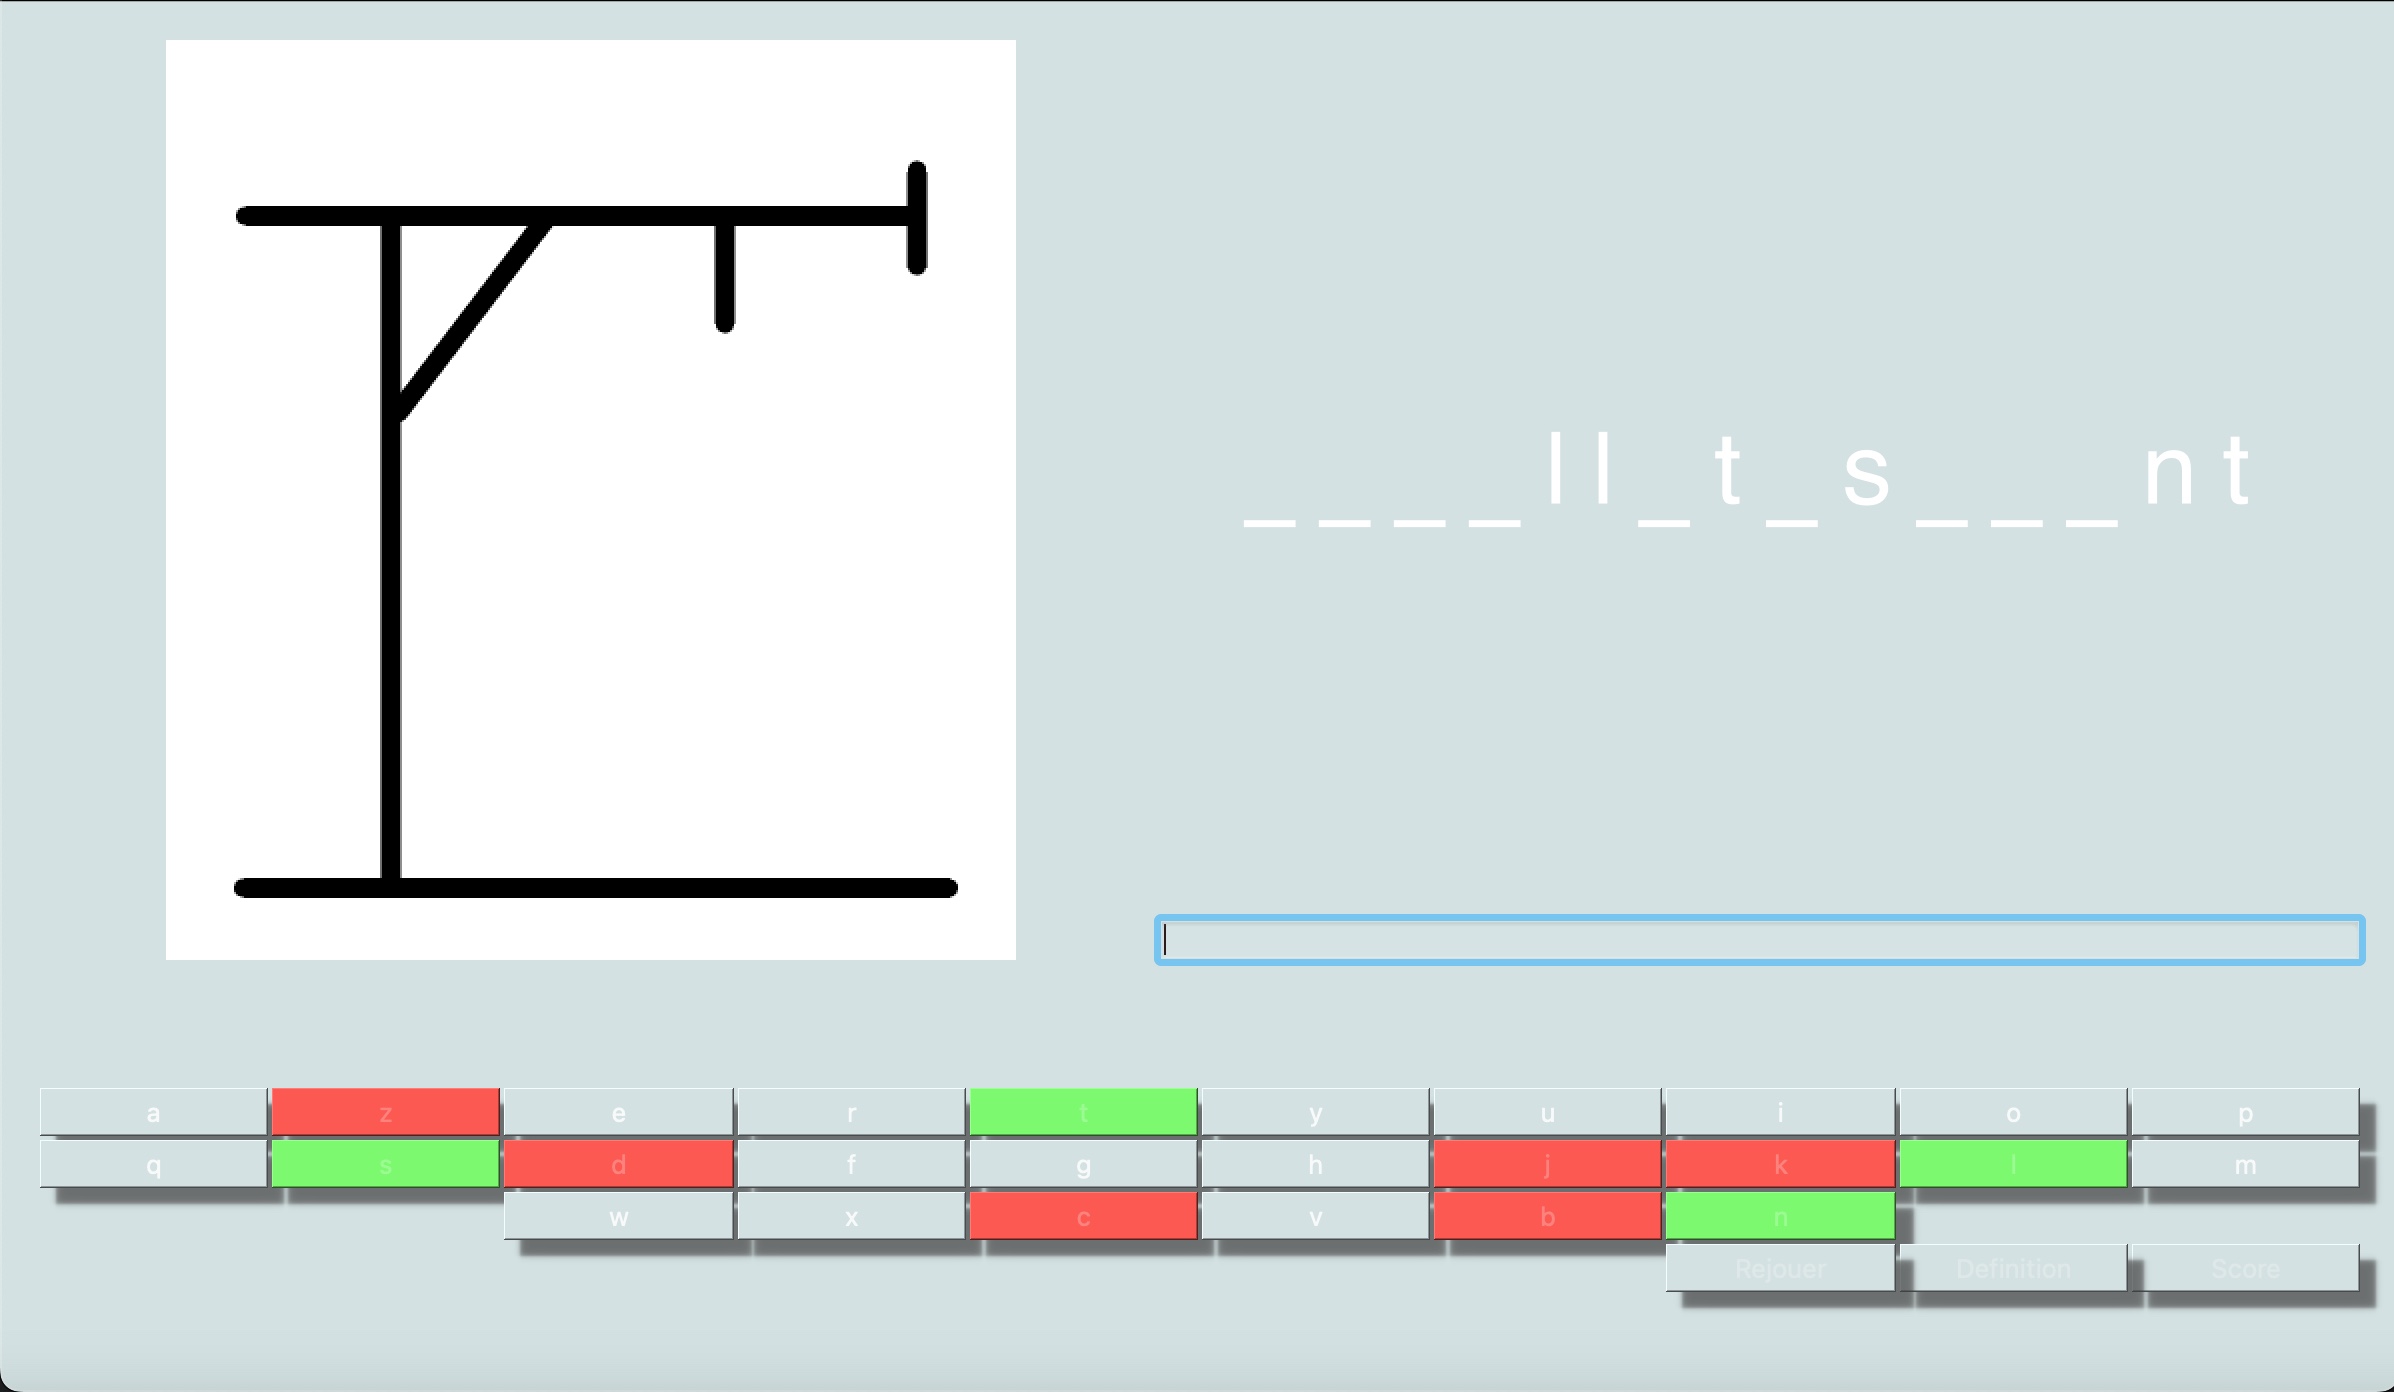 _ _ _ _ l l _ t _ s _ _ _ n t
a z e r t y u i o p
q s d f g h j k l m
w x c v b n
Rejouer Definition Score